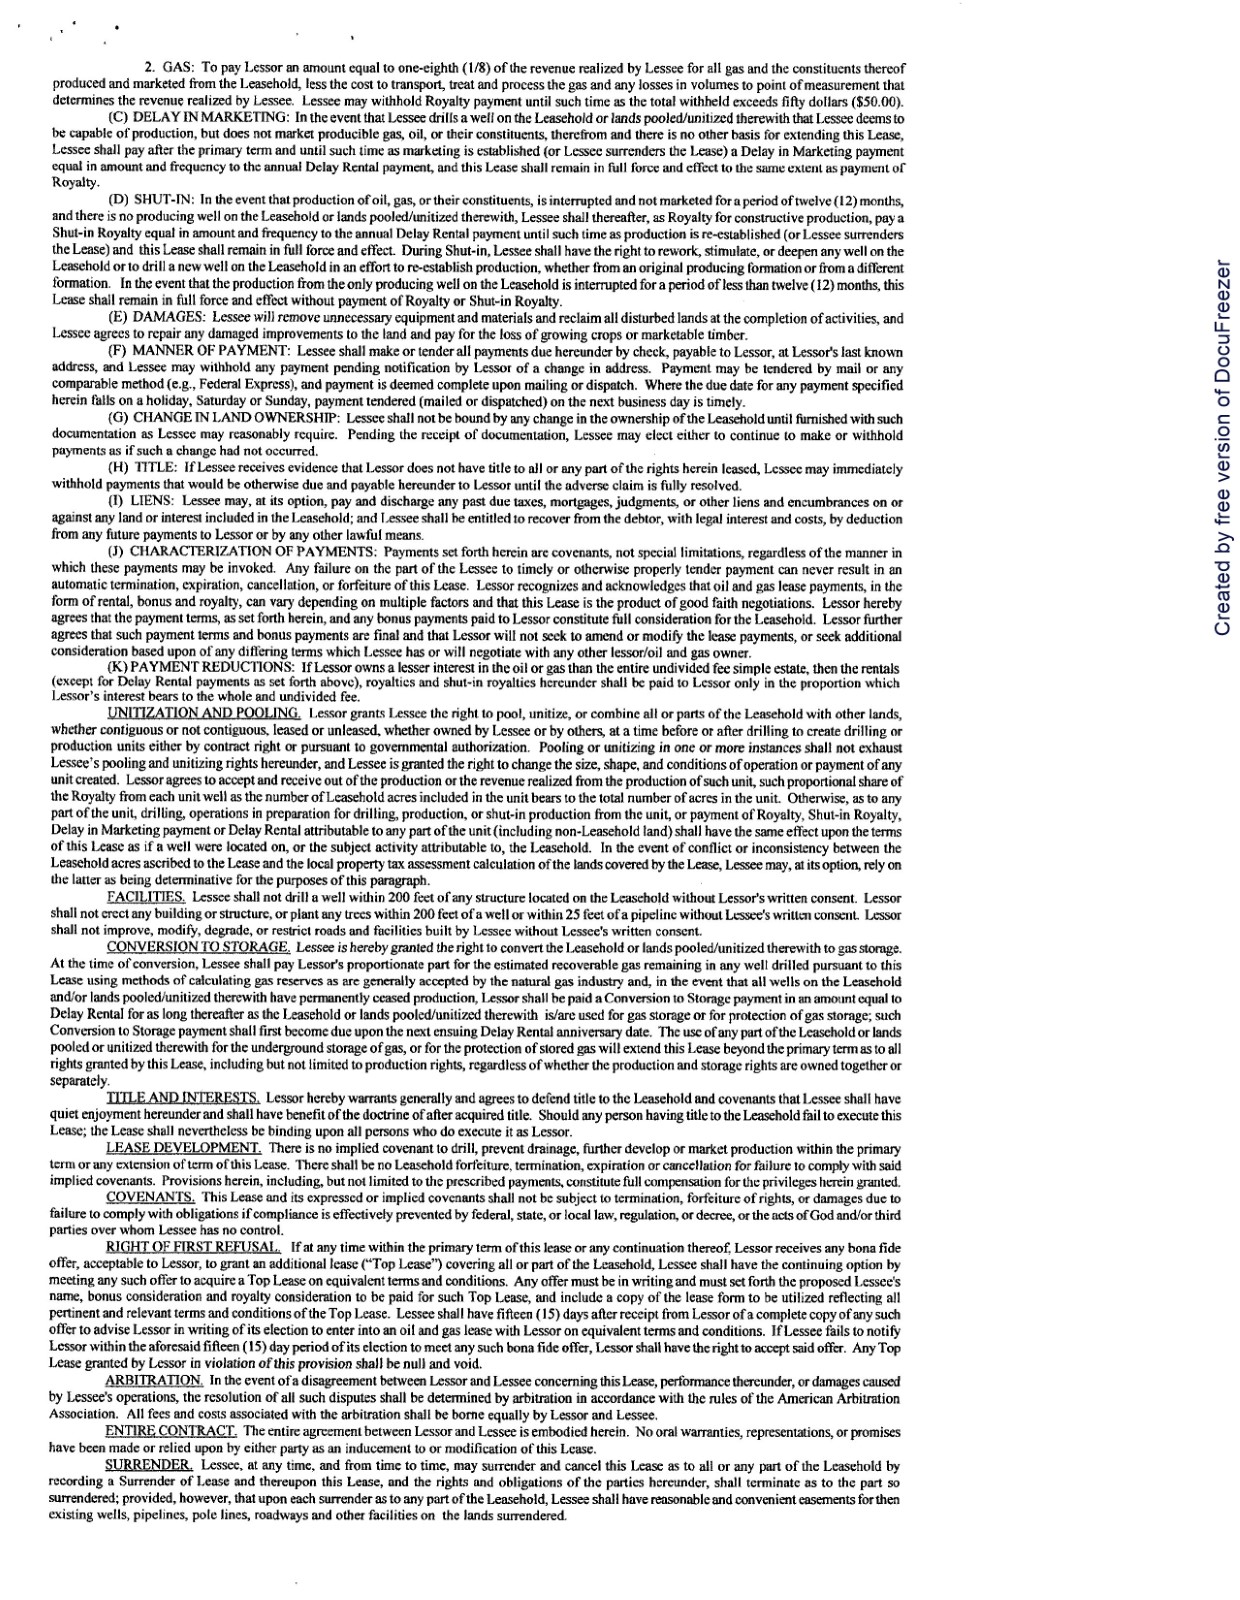 2. GAS: To pay Lessor an amount equal to one-eighth (1/8) of the revenue realized by Lessee for all gas and the constituents thereof
produced and marketed from the Leasehold, less the cost to transport, treat and process the gas and any losses in volumes to point of measurement that
determines the revenue realized by Lessee. Lessee may withhold Royalty payment until such time as the total withheld exceeds fifty dollars ($50.00).
(C) DELAY IN MARKETING: In the event that Lessee drills a well on the Leasehold or lands pooled/unitized therewith that Lessee deems to
be capable of production, but does not market producible gas, oil, or their constituents, therefrom and there is no other basis for extending this Lease,
Lessee shall pay after the primary term and until such time as marketing is established (or Lessee surrenders the Lease) a Delay in Marketing payment
equal in amount and frequency to the annual Delay Rental payment, and this Lease shall remain in full force and effect to the same extent as payment of
Royalty.
(D) SHUT-IN: In the event that production of oil, gas, or their constituents, is interrupted and not marketed for a period of twelve (12) months,
and there is no producing well on the Leasehold or lands pooled/unitized therewith, Lessee shall thereafter, as Royalty for constructive production, pay a
Shut-in Royalty equal in amount and frequency to the annual Delay Rental payment until such time as production is re-established (or Lessee surrenders
the Lease) and this Lease shall remain in full force and effect. During Shut-in, Lessee shall have the right to rework, stimulate, or deepen any well on the
Leasehold or to drill a new well on the Leasehold in an effort to re-establish production, whether from an original producing formation or from a different
formation. In the event that the production from the only producing well on the Leasehold is interrupted for a period of less than twelve (12) months, this
Lease shall remain in full force and effect without payment of Royalty or Shut-in Royalty.
(E) DAMAGES: Lessee will remove unnecessary equipment and materials and reclaim all disturbed lands at the completion of activities, and
Lessee agrees to repair any damaged improvements to the land and pay for the loss of growing crops or marketable timber.
(F) MANNER OF PAYMENT: Lessee shall make or tender all payments due hereunder by check, payable to Lessor, at Lessor's last known
address, and Lessee may withhold any payment pending notification by Lessor of a change in address. Payment may be tendered by mail or any
comparable method (e.g., Federal Express), and payment is deemed complete upon mailing or dispatch. Where the due date for any payment specified
herein falls on a holiday, Saturday or Sunday, payment tendered (mailed or dispatched) on the next business day is timely.
(G) CHANGE IN LAND OWNERSHIP: Lessee shall not be bound by any change in the ownership of the Leasehold until furnished with such
documentation as Lessee may reasonably require. Pending the receipt of documentation, Lessee may elect either to continue to make or withhold
payments as if such a change had not occurred.
(H) TITLE: If Lessee receives evidence that Lessor does not have title to all or any part of the rights herein leased, Lessee may immediately
withhold payments that would be otherwise due and payable hereunder to Lessor until the adverse claim is fully resolved.
(I) LIENS: Lessee may, at its option, pay and discharge any past due taxes, mortgages, judgments, or other liens and encumbrances on or
against any land or interest included in the Leasehold; and Lessee shall be entitled to recover from the debtor, with legal interest and costs, by deduction
from any future payments to Lessor or by any other lawful means.
(J) CHARACTERIZATION OF PAYMENTS: Payments set forth herein are covenants, not special limitations, regardless of the manner in
which these payments may be invoked. Any failure on the part of the Lessee to timely or otherwise properly tender payment can never result in an
automatic termination, expiration, cancellation, or forfeiture of this Lease. Lessor recognizes and acknowledges that oil and gas lease payments, in the
form of rental, bonus and royalty, can vary depending on multiple factors and that this Lease is the product of good faith negotiations. Lessor hereby
agrees that the payment terms, as set forth herein, and any bonus payments paid to Lessor constitute full consideration for the Leasehold. Lessor further
agrees that such payment terms and bonus payments are final and that Lessor will not seek to amend or modify the lease payments, or seek additional
consideration based upon of any differing terms which Lessee has or will negotiate with any other lessor/oil and gas owner.
(K) PAYMENT REDUCTIONS: If Lessor owns a lesser interest in the oil or gas than the entire undivided fee simple estate, then the rentals
(except for Delay Rental payments as set forth above), royalties and shut-in royalties hereunder shall be paid to Lessor only in the proportion which
Lessor's interest bears to the whole and undivided fee.
UNITIZATION AND POOLING. Lessor grants Lessee the right to pool, unitize, or combine all or parts of the Leasehold with other lands,
whether contiguous or not contiguous, leased or unleased, whether owned by Lessee or by others, at a time before or after drilling to create drilling or
production units either by contract right or pursuant to governmental authorization. Pooling or unitizing in one or more instances shall not exhaust
Lessee's pooling and unitizing rights hereunder, and Lessee is granted the right to change the size, shape, and conditions of operation or payment of any
unit created. Lessor agrees to accept and receive out of the production or the revenue realized from the production of such unit, such proportional share of
the Royalty from each unit well as the number of Leasehold acres included in the unit bears to the total number of acres in the unit. Otherwise, as to any
part of the unit, drilling, operations in preparation for drilling, production, or shut-in production from the unit, or payment of Royalty, Shut-in Royalty,
Delay in Marketing payment or Delay Rental attributable to any part of the unit (including non-Leasehold land) shall have the same effect upon the terms
of this Lease as if a well were located on, or the subject activity attributable to, the Leasehold. In the event of conflict or inconsistency between the
Leasehold acres ascribed to the Lease and the local property tax assessment calculation of the lands covered by the Lease, Lessee may, at its option, rely on
the latter as being determinative for the purposes of this paragraph.
FACILITIES. Lessee shall not drill a well within 200 feet of any structure located on the Leasehold without Lessor's written consent. Lessor
shall not erect any building or structure, or plant any trees within 200 feet of a well or within 25 feet of a pipeline without Lessee's written consent. Lessor
shall not improve, modify, degrade, or restrict roads and facilities built by Lessee without Lessee's written consent.
CONVERSION TO STORAGE. Lessee is hereby granted the right to convert the Leasehold or lands pooled/unitized therewith to gas storage.
At the time of conversion, Lessee shall pay Lessor's proportionate part for the estimated recoverable gas remaining in any well drilled pursuant to this
Lease using methods of calculating gas reserves as are generally accepted by the natural gas industry and, in the event that all wells on the Leasehold
and/or lands pooled/unitized therewith have permanently ceased production, Lessor shall be paid a Conversion to Storage payment in an amount equal to
Delay Rental for as long thereafter as the Leasehold or lands pooled/unitized therewith is/are used for gas storage or for protection of gas storage; such
Conversion to Storage payment shall first become due upon the next ensuing Delay Rental anniversary date. The use of any part of the Leasehold or lands
pooled or unitized therewith for the underground storage of gas, or for the protection of stored gas will extend this Lease beyond the primary term as to all
rights granted by this Lease, including but not limited to production rights, regardless of whether the production and storage rights are owned together or
separately.
TITLE AND INTERESTS. Lessor hereby warrants generally and agrees to defend title to the Leasehold and covenants that Lessee shall have
quiet enjoyment hereunder and shall have benefit of the doctrine of after acquired title. Should any person having title to the Leasehold fail to execute this
Lease; the Lease shall nevertheless be binding upon all persons who do execute it as Lessor.
LEASE DEVELOPMENT. There is no implied covenant to drill, prevent drainage, further develop or market production within the primary
term or any extension of term of this Lease. There shall be no Leasehold forfeiture, termination, expiration or cancellation for failure to comply with said
implied covenants. Provisions herein, including, but not limited to the prescribed payments, constitute full compensation for the privileges herein granted.
COVENANTS. This Lease and its expressed or implied covenants shall not be subject to termination, forfeiture of rights, or damages due to
failure to comply with obligations if compliance is effectively prevented by federal, state, or local law, regulation, or decree, or the acts of God and/or third
parties over whom Lessee has no control.
RIGHT OF FIRST REFUSAL. If at any time within the primary term of this lease or any continuation thereof, Lessor receives any bona fide
offer, acceptable to Lessor, to grant an additional lease ("Top Lease") covering all or part of the Leasehold, Lessee shall have the continuing option by
meeting any such offer to acquire a Top Lease on equivalent terms and conditions. Any offer must be in writing and must set forth the proposed Lessee's
name, bonus consideration and royalty consideration to be paid for such Top Lease, and include a copy of the lease form to be utilized reflecting all
pertinent and relevant terms and conditions of the Top Lease. Lessee shall have fifteen (15) days after receipt from Lessor of a complete copy of any such
offer to advise Lessor in writing of its election to enter into an oil and gas lease with Lessor on equivalent terms and conditions. If Lessee fails to notify
Lessor within the aforesaid fifteen (15) day period of its election to meet any such bona fide offer, Lessor shall have the right to accept said offer. Any Top
Lease granted by Lessor in violation of this provision shall be null and void.
ARBITRATION. In the event of a disagreement between Lessor and Lessee concerning this Lease, performance thereunder, or damages caused
by Lessee's operations, the resolution of all such disputes shall be determined by arbitration in accordance with the rules of the American Arbitration
Association. All fees and costs associated with the arbitration shall be borne equally by Lessor and Lessee.
ENTIRE CONTRACT. The entire agreement between Lessor and Lessee is embodied herein. No oral warranties, representations, or promises
have been made or relied upon by either party as an inducement to or modification of this Lease.
SURRENDER. Lessee, at any time, and from time to time, may surrender and cancel this Lease as to all or any part of the Leasehold by
recording a Surrender of Lease and thereupon this Lease, and the rights and obligations of the parties hereunder, shall terminate as to the part so
surrendered; provided, however, that upon each surrender as to any part of the Leasehold, Lessee shall have reasonable and convenient easements for then
existing wells, pipelines, pole lines, roadways and other facilities on the lands surrendered.
Created by free version of DocuFreezer